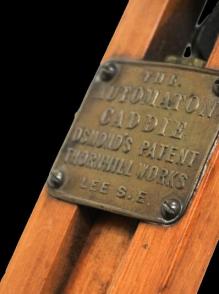 THE
AUTOMATON
CADDIE
OSMOND'S PATENT
THORNHILL WORKS
LEE S.E.